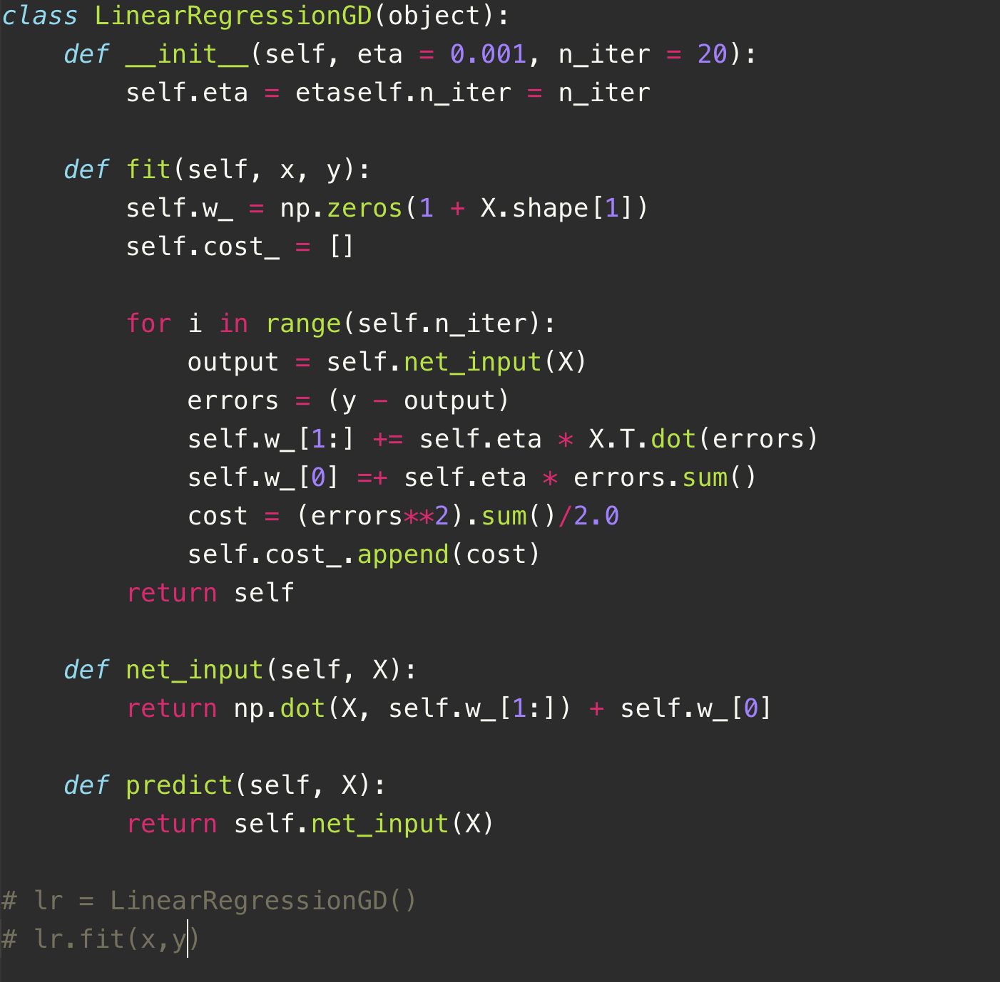 class LinearRegressionGD(object):
    def __init__(self, eta = 0.001, n_iter = 20):
        self.eta = etaself.n_iter = n_iter

    def fit(self, x, y):
        self.w_ = np.zeros(1 + X.shape[1])
        self.cost_ = []

        for i in range(self.n_iter):
            output = self.net_input(X)
            errors = (y - output)
            self.w_[1:] += self.eta * X.T.dot(errors)
            self.w_[0] =+ self.eta * errors.sum()
            cost = (errors**2).sum()/2.0
            self.cost_.append(cost)
        return self

    def net_input(self, X):
        return np.dot(X, self.w_[1:]) + self.w_[0]

    def predict(self, X):
        return self.net_input(X)

# lr = LinearRegressionGD()
# lr.fit(x,y)